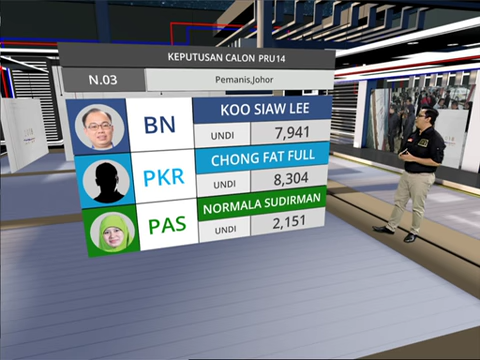 KEPUTUSAN CALON PRU14
N.03
Pemanis,Johor
BN
KOO SIAW LEE
UNDI
7,941
PKR
CHONG FAT FULL
UNDI
8,304
PAS
NORMALA SUDIRMAN
UNDI
2,151